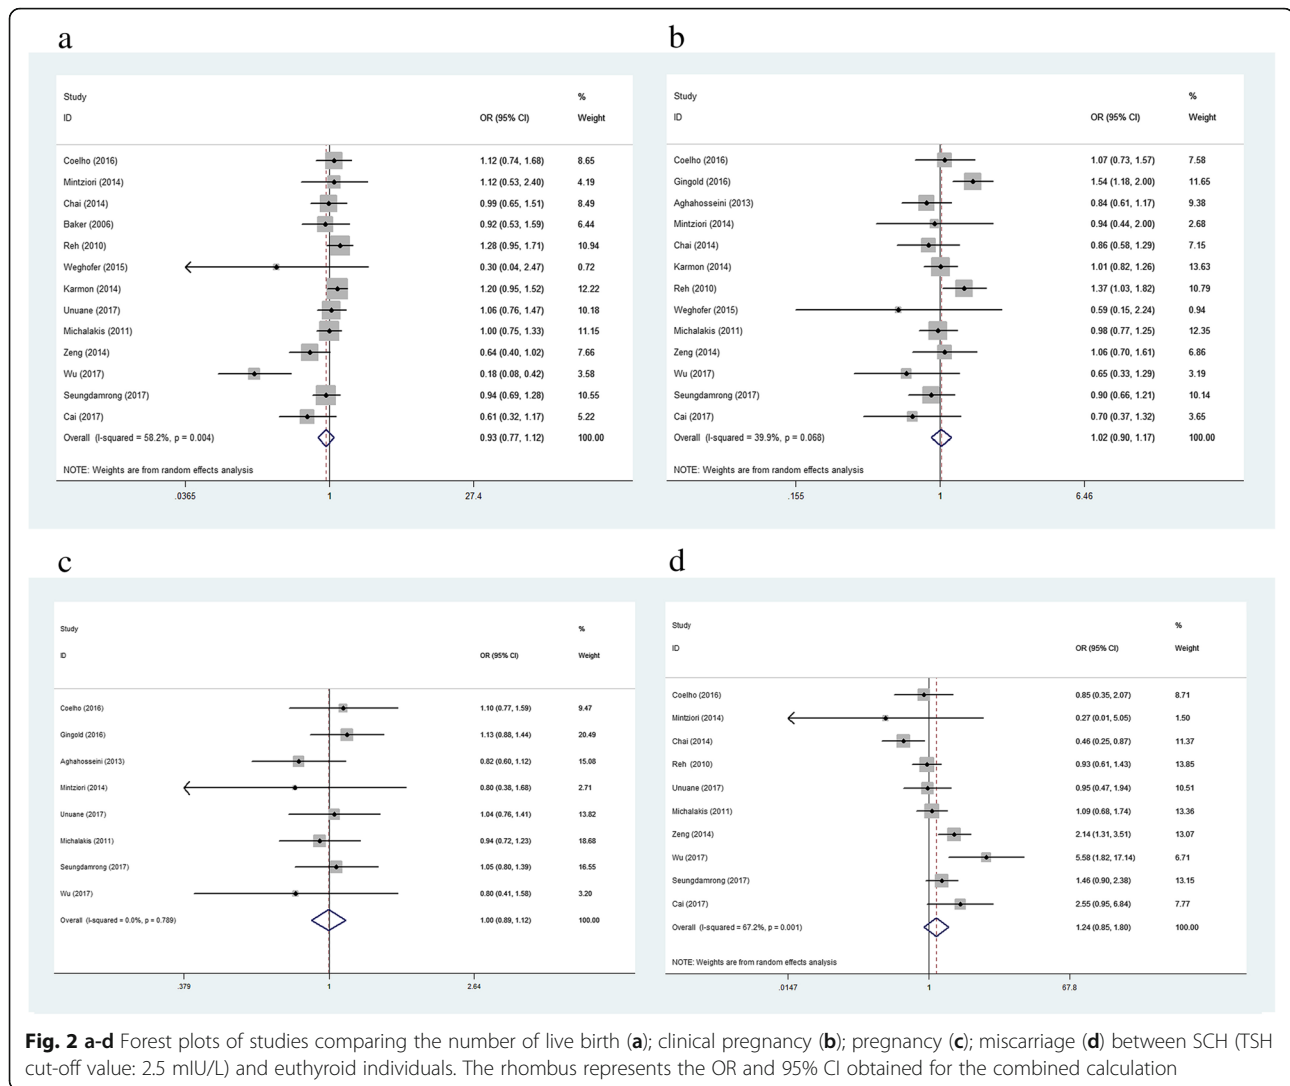 a
Study %
ID OR (95% CI) Weight
Coelho (2016) 1.12 (0.74, 1.68) 8.65
Mintziori (2014) 1.12 (0.53, 2.40) 4.19
Chai (2014) 0.99 (0.65, 1.51) 8.49
Baker (2006) 0.92 (0.53, 1.59) 6.44
Reh (2010) 1.28 (0.95, 1.71) 10.94
Weghofer (2015) 0.30 (0.04, 2.47) 0.72
Karmon (2014) 1.20 (0.95, 1.52) 12.22
Unuane (2017) 1.06 (0.76, 1.47) 10.18
Michalakis (2011) 1.00 (0.75, 1.33) 11.15
Zeng (2014) 0.64 (0.40, 1.02) 7.66
Wu (2017) 0.18 (0.08, 0.42) 3.58
Seungdamrong (2017) 0.94 (0.69, 1.28) 10.55
Cai (2017) 0.61 (0.32, 1.17) 5.22
Overall (I-squared = 58.2%, p = 0.004) 0.93 (0.77, 1.12) 100.00
NOTE: Weights are from random effects analysis
.0365 1 27.4
b
Study %
ID OR (95% CI) Weight
Coelho (2016) 1.07 (0.73, 1.57) 7.58
Gingold (2016) 1.54 (1.18, 2.00) 11.65
Aghahosseini (2013) 0.84 (0.61, 1.17) 9.38
Mintziori (2014) 0.94 (0.44, 2.00) 2.68
Chai (2014) 0.86 (0.58, 1.29) 7.15
Karmon (2014) 1.01 (0.82, 1.26) 13.63
Reh (2010) 1.37 (1.03, 1.82) 10.79
Weghofer (2015) 0.59 (0.15, 2.24) 0.94
Michalakis (2011) 0.98 (0.77, 1.25) 12.35
Zeng (2014) 1.06 (0.70, 1.61) 6.86
Wu (2017) 0.65 (0.33, 1.29) 3.19
Seungdamrong (2017) 0.90 (0.66, 1.21) 10.14
Cai (2017) 0.70 (0.37, 1.32) 3.65
Overall (I-squared = 39.9%, p = 0.068) 1.02 (0.90, 1.17) 100.00
NOTE: Weights are from random effects analysis
.155 1 6.46
c
Study %
ID OR (95% CI) Weight
Coelho (2016) 1.10 (0.77, 1.59) 9.47
Gingold (2016) 1.13 (0.88, 1.44) 20.49
Aghahosseini (2013) 0.82 (0.60, 1.12) 15.08
Mintziori (2014) 0.80 (0.38, 1.68) 2.71
Unuane (2017) 1.04 (0.76, 1.41) 13.82
Michalakis (2011) 0.94 (0.72, 1.23) 18.68
Seungdamrong (2017) 1.05 (0.80, 1.39) 16.55
Wu (2017) 0.80 (0.41, 1.58) 3.20
Overall (I-squared = 0.0%, p = 0.789) 1.00 (0.89, 1.12) 100.00
.379 1 2.64
d
Study %
ID OR (95% CI) Weight
Coelho (2016) 0.85 (0.35, 2.07) 8.71
Mintziori (2014) 0.27 (0.01, 5.05) 1.50
Chai (2014) 0.46 (0.25, 0.87) 11.37
Reh (2010) 0.93 (0.61, 1.43) 13.85
Unuane (2017) 0.95 (0.47, 1.94) 10.51
Michalakis (2011) 1.09 (0.68, 1.74) 13.36
Zeng (2014) 2.14 (1.31, 3.51) 13.07
Wu (2017) 5.58 (1.82, 17.14) 6.71
Seungdamrong (2017) 1.46 (0.90, 2.38) 13.15
Cai (2017) 2.55 (0.95, 6.84) 7.77
Overall (I-squared = 67.2%, p = 0.001) 1.24 (0.85, 1.80) 100.00
NOTE: Weights are from random effects analysis
.0147 1 67.8
Fig. 2 a-d Forest plots of studies comparing the number of live birth (a); clinical pregnancy (b); pregnancy (c); miscarriage (d) between SCH (TSH
cut-off value: 2.5 mIU/L) and euthyroid individuals. The rhombus represents the OR and 95% CI obtained for the combined calculation